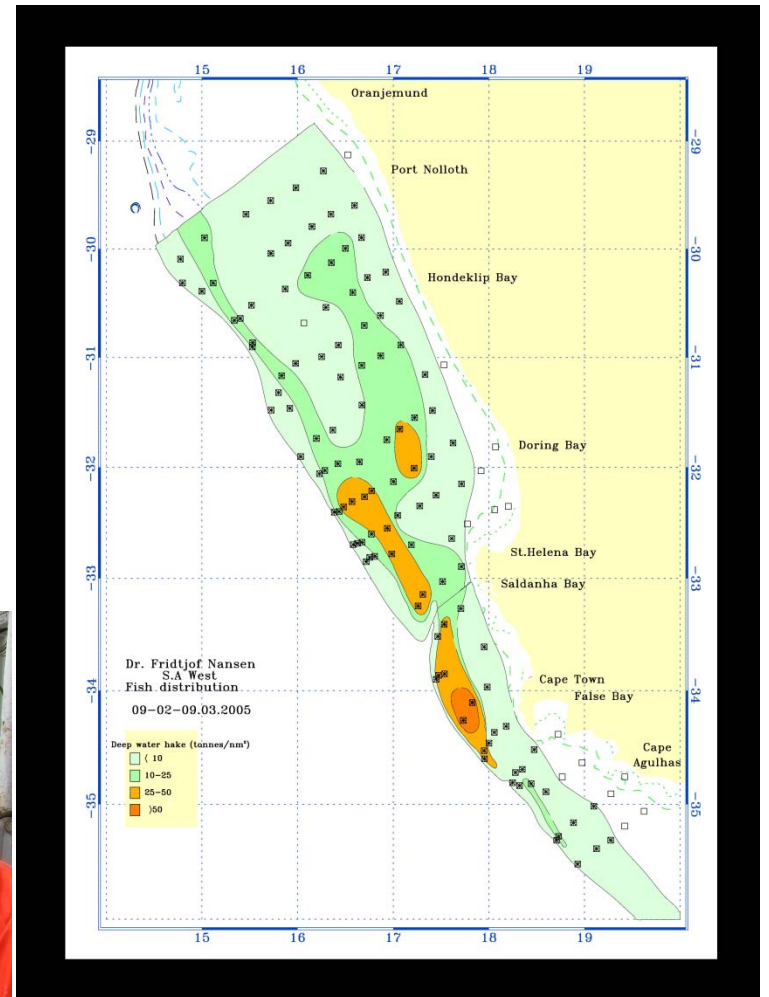 15 16 17 18 19
Oranjemund
-29 -29
Port Nolloth
-30 -30
Hondeklip Bay
-31 -31
Doring Bay
-32 -32
St.Helena Bay
-33 -33
Saldanha Bay
Dr. Fridtjof Nansen
S.A West
Fish distribution
09-02-09.03.2005
Cape Town
False Bay
-34 -34
Cape
Agulhas
Deep water hake (tonnes/nm²)
< 10
10-25
25-50
>50
-35 -35
15 16 17 18 19